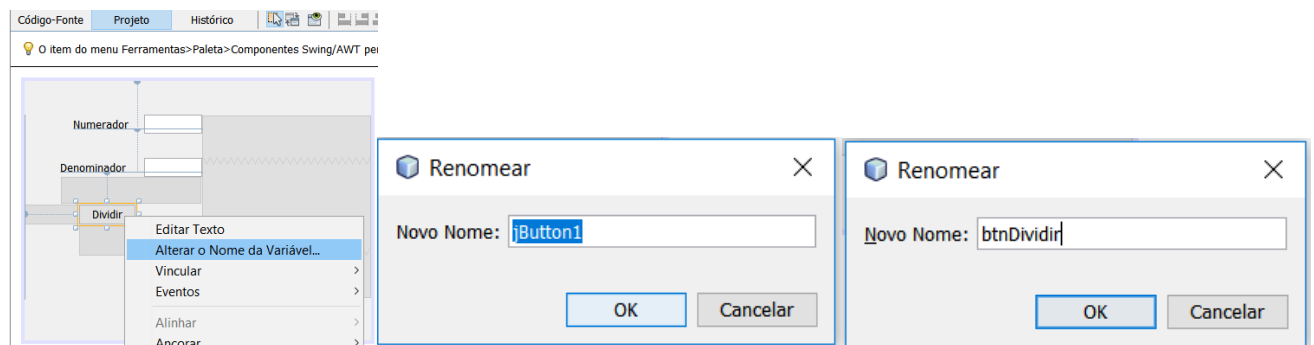 Código-Fonte Projeto Histórico
O item do menu Ferramentas>Paleta>Componentes Swing/AWT per
Numerador
Denominador
Dividir
Editar Texto
Alterar o Nome da Variável...
Vincular
Eventos
Alinhar
Ancorar
Renomear
Novo Nome: jButton1
OK Cancelar
Renomear
Novo Nome: btnDividir
OK Cancelar